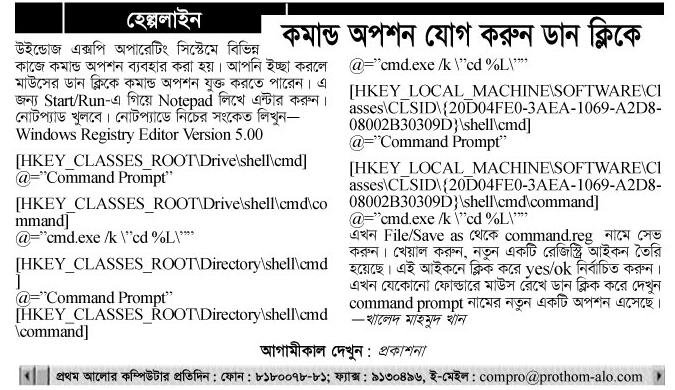 হেল্পলাইন
কমান্ড অপশন যোগ করুন ডান ক্লিকে
উইন্ডোজ এক্সপি অপারেটিং সিস্টেমে বিভিন্ন
কাজে কমান্ড অপশন ব্যবহার করা হয়। আপনি ইচ্ছা করলে
মাউসের ডান ক্লিকে কমান্ড অপশন যুক্ত করতে পারেন। এ
জন্য Start/Run-এ গিয়ে Notepad লিখে এন্টার করুন।
নোটপ্যাড খুলবে। নোটপ্যাডে নিচের সংকেত লিখুন—
Windows Registry Editor Version 5.00
[HKEY_CLASSES_ROOT\Drive\shell\cmd]
@="Command Prompt"
[HKEY_CLASSES_ROOT\Drive\shell\cmd\co
mmand]
@="cmd.exe /k \"cd %L\""
[HKEY_CLASSES_ROOT\Directory\shell\cmd
]
@="Command Prompt"
[HKEY_CLASSES_ROOT\Directory\shell\cmd
\command]
@="cmd.exe /k \"cd %L\""
[HKEY_LOCAL_MACHINE\SOFTWARE\Cl
asses\CLSID\{20D04FE0-3AEA-1069-A2D8-
08002B30309D}\shell\cmd]
@="Command Prompt"
[HKEY_LOCAL_MACHINE\SOFTWARE\Cl
asses\CLSID\{20D04FE0-3AEA-1069-A2D8-
08002B30309D}\shell\cmd\command]
@="cmd.exe /k \"cd %L\""
এখন File/Save as থেকে command.reg নামে সেভ
করুন। খেয়াল করুন, নতুন একটি রেজিস্ট্রি আইকন তৈরি
হয়েছে। এই আইকনে ক্লিক করে yes/ok নির্বাচিত করুন।
এখন যেকোনো ফোল্ডারে মাউস রেখে ডান ক্লিক করে দেখুন
command prompt নামের নতুন একটি অপশন এসেছে।
—খালেদ মাহমুদ খান
আগামীকাল দেখুন : প্রকাশনা
প্রথম আলোর কম্পিউটার প্রতিদিন : ফোন : ৮১৮০০৭৮-৮১; ফ্যাক্স : ৯১৩০৪৯৬, ই-মেইল : compro@prothom-alo.com